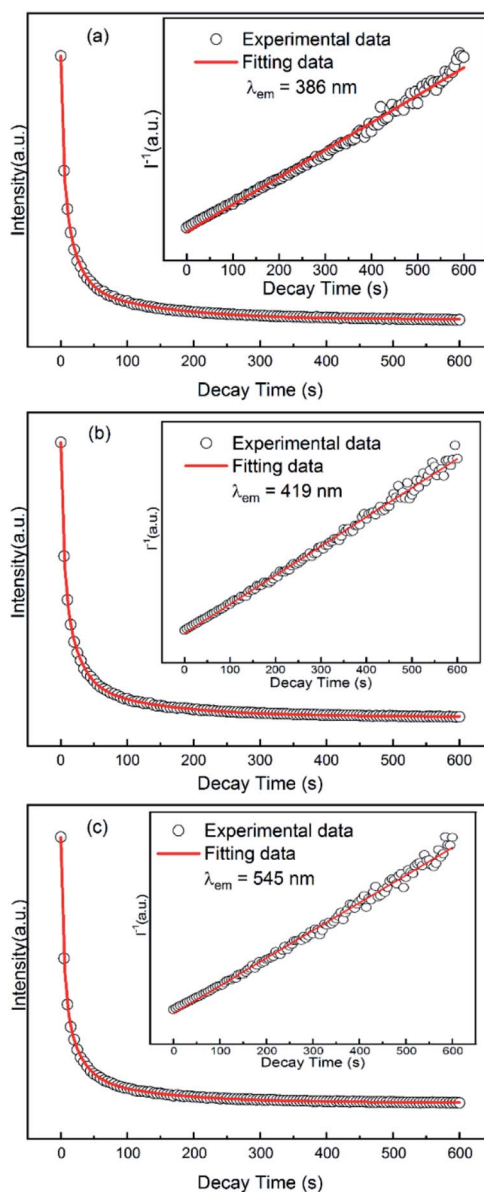 (a)
Experimental data
Fitting data
λem = 386 nm
I⁻¹(a.u.)
0 100 200 300 400 500 600
Decay Time (s)
Intensity(a.u.)
0 100 200 300 400 500 600
Decay Time (s)
(b)
Experimental data
Fitting data
λem = 419 nm
I⁻¹(a.u.)
0 100 200 300 400 500 600
Decay Time (s)
Intensity(a.u.)
0 100 200 300 400 500 600
Decay Time (s)
(c)
Experimental data
Fitting data
λem = 545 nm
I⁻¹(a.u.)
0 100 200 300 400 500 600
Decay Time (s)
Intensity(a.u.)
0 100 200 300 400 500 600
Decay Time (s)